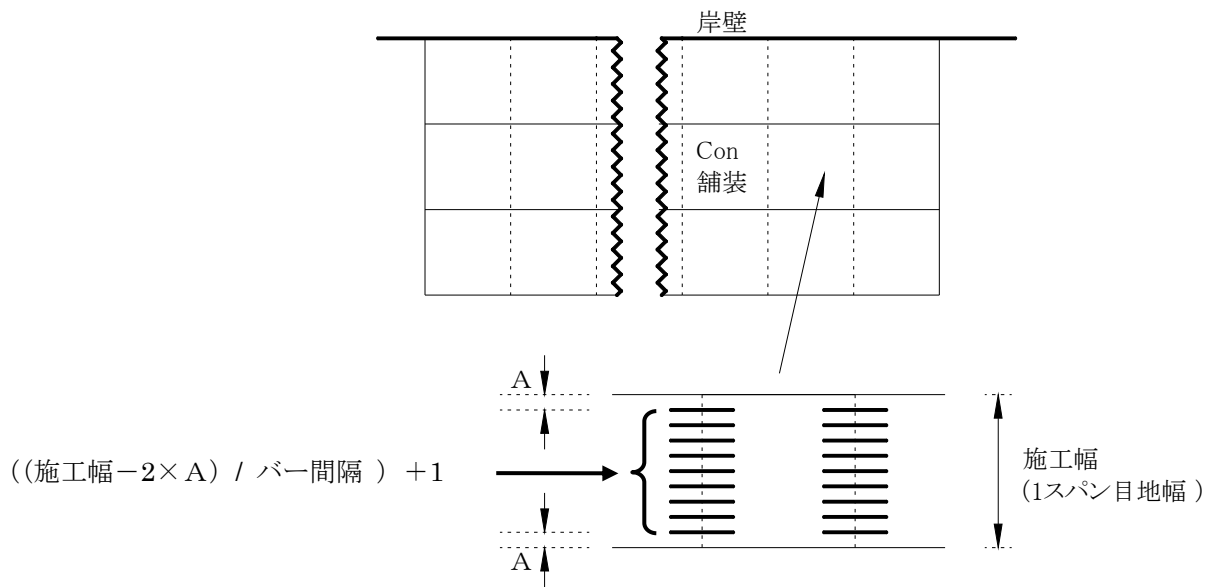 岸壁
Con
舗装
A
((施工幅－2×A) / バー間隔 ) ＋1
施工幅
(1スパン目地幅 )
A